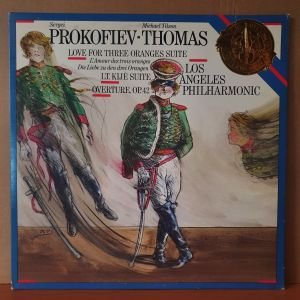 Sergei Michael Tilson
PROKOFIEV·THOMAS
LOVE FOR THREE ORANGES SUITE
L'Amour des trois oranges
Die Liebe zu den drei Orangen
LT. KIJE SUITE
OVERTURE, OP. 42
LOS
ANGELES
PHILHARMONIC